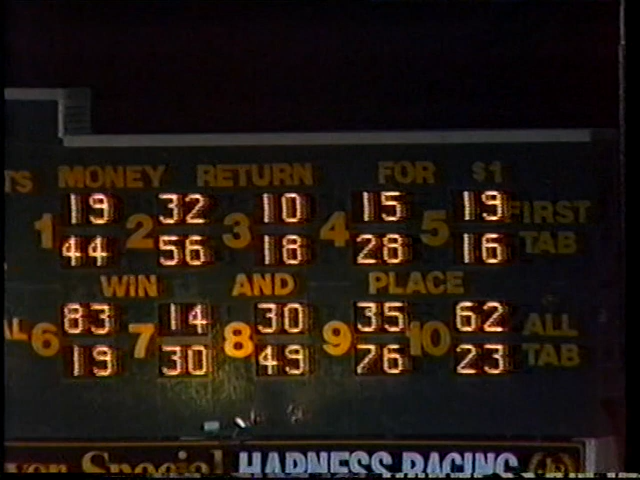 TS MONEY RETURN FOR $1
19 32 10 15 19 FIRST
1 2 3 4 5
44 56 18 28 16 TAB
WIN AND PLACE
83 14 30 35 62 ALL
L 6 7 8 9 10
19 30 49 76 23 TAB
Special HARNESS RACING